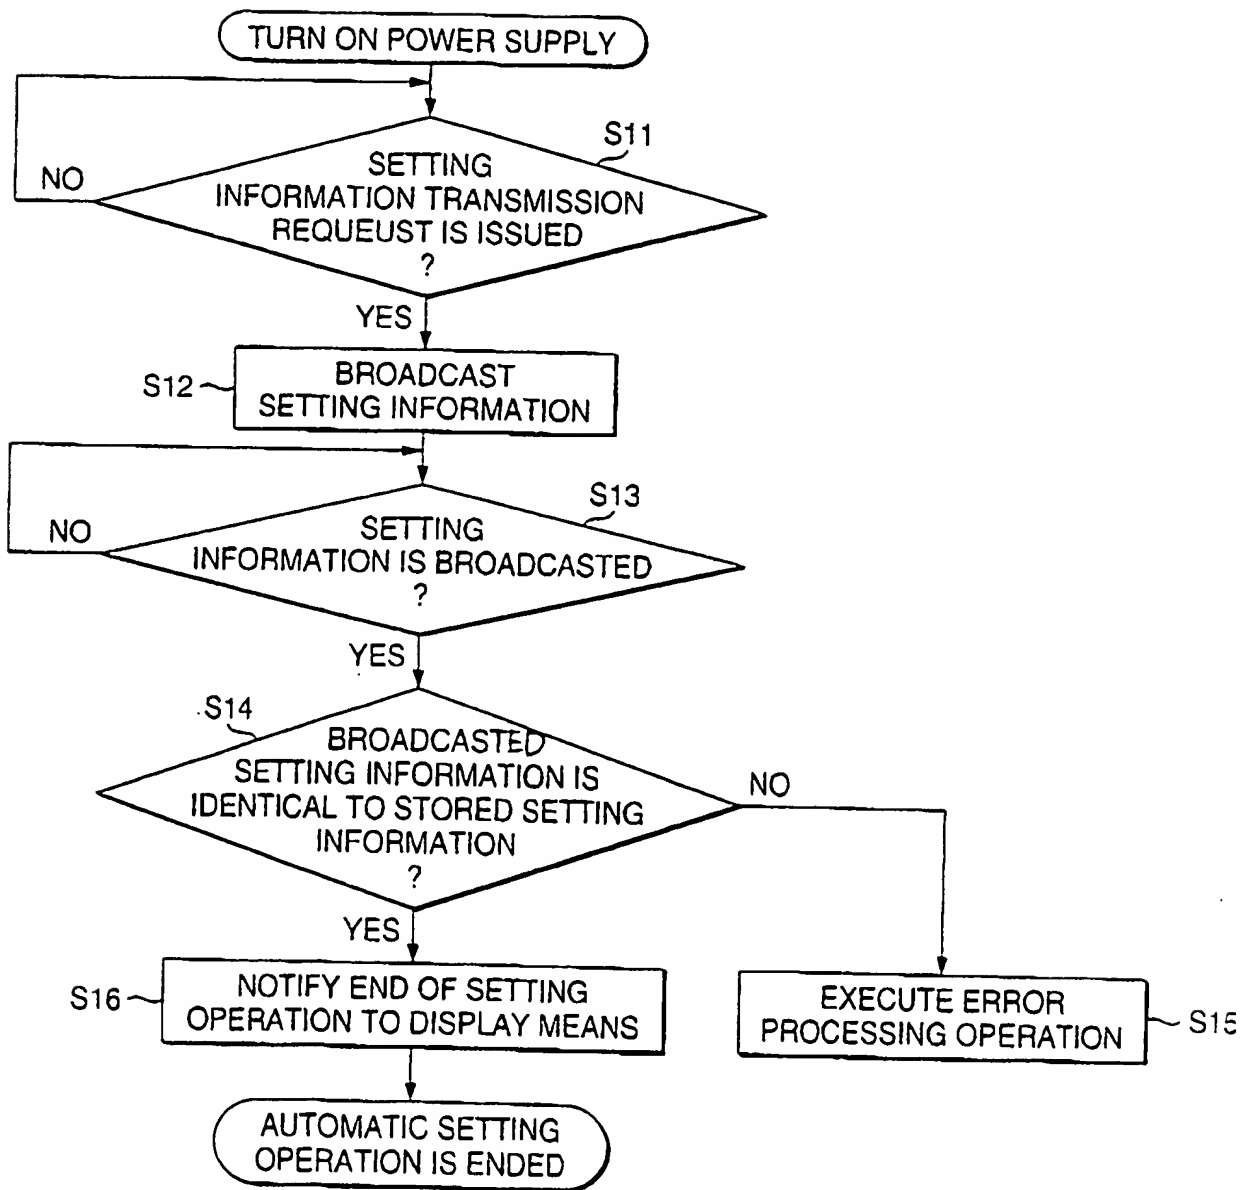 TURN ON POWER SUPPLY
S11
SETTING
INFORMATION TRANSMISSION
REQUEUST IS ISSUED
?
NO
YES
S12
BROADCAST
SETTING INFORMATION
S13
SETTING
INFORMATION IS BROADCASTED
?
NO
YES
S14
BROADCASTED
SETTING INFORMATION IS
IDENTICAL TO STORED SETTING
INFORMATION
?
NO
YES
S16
NOTIFY END OF SETTING
OPERATION TO DISPLAY MEANS
EXECUTE ERROR
PROCESSING OPERATION
S15
AUTOMATIC SETTING
OPERATION IS ENDED